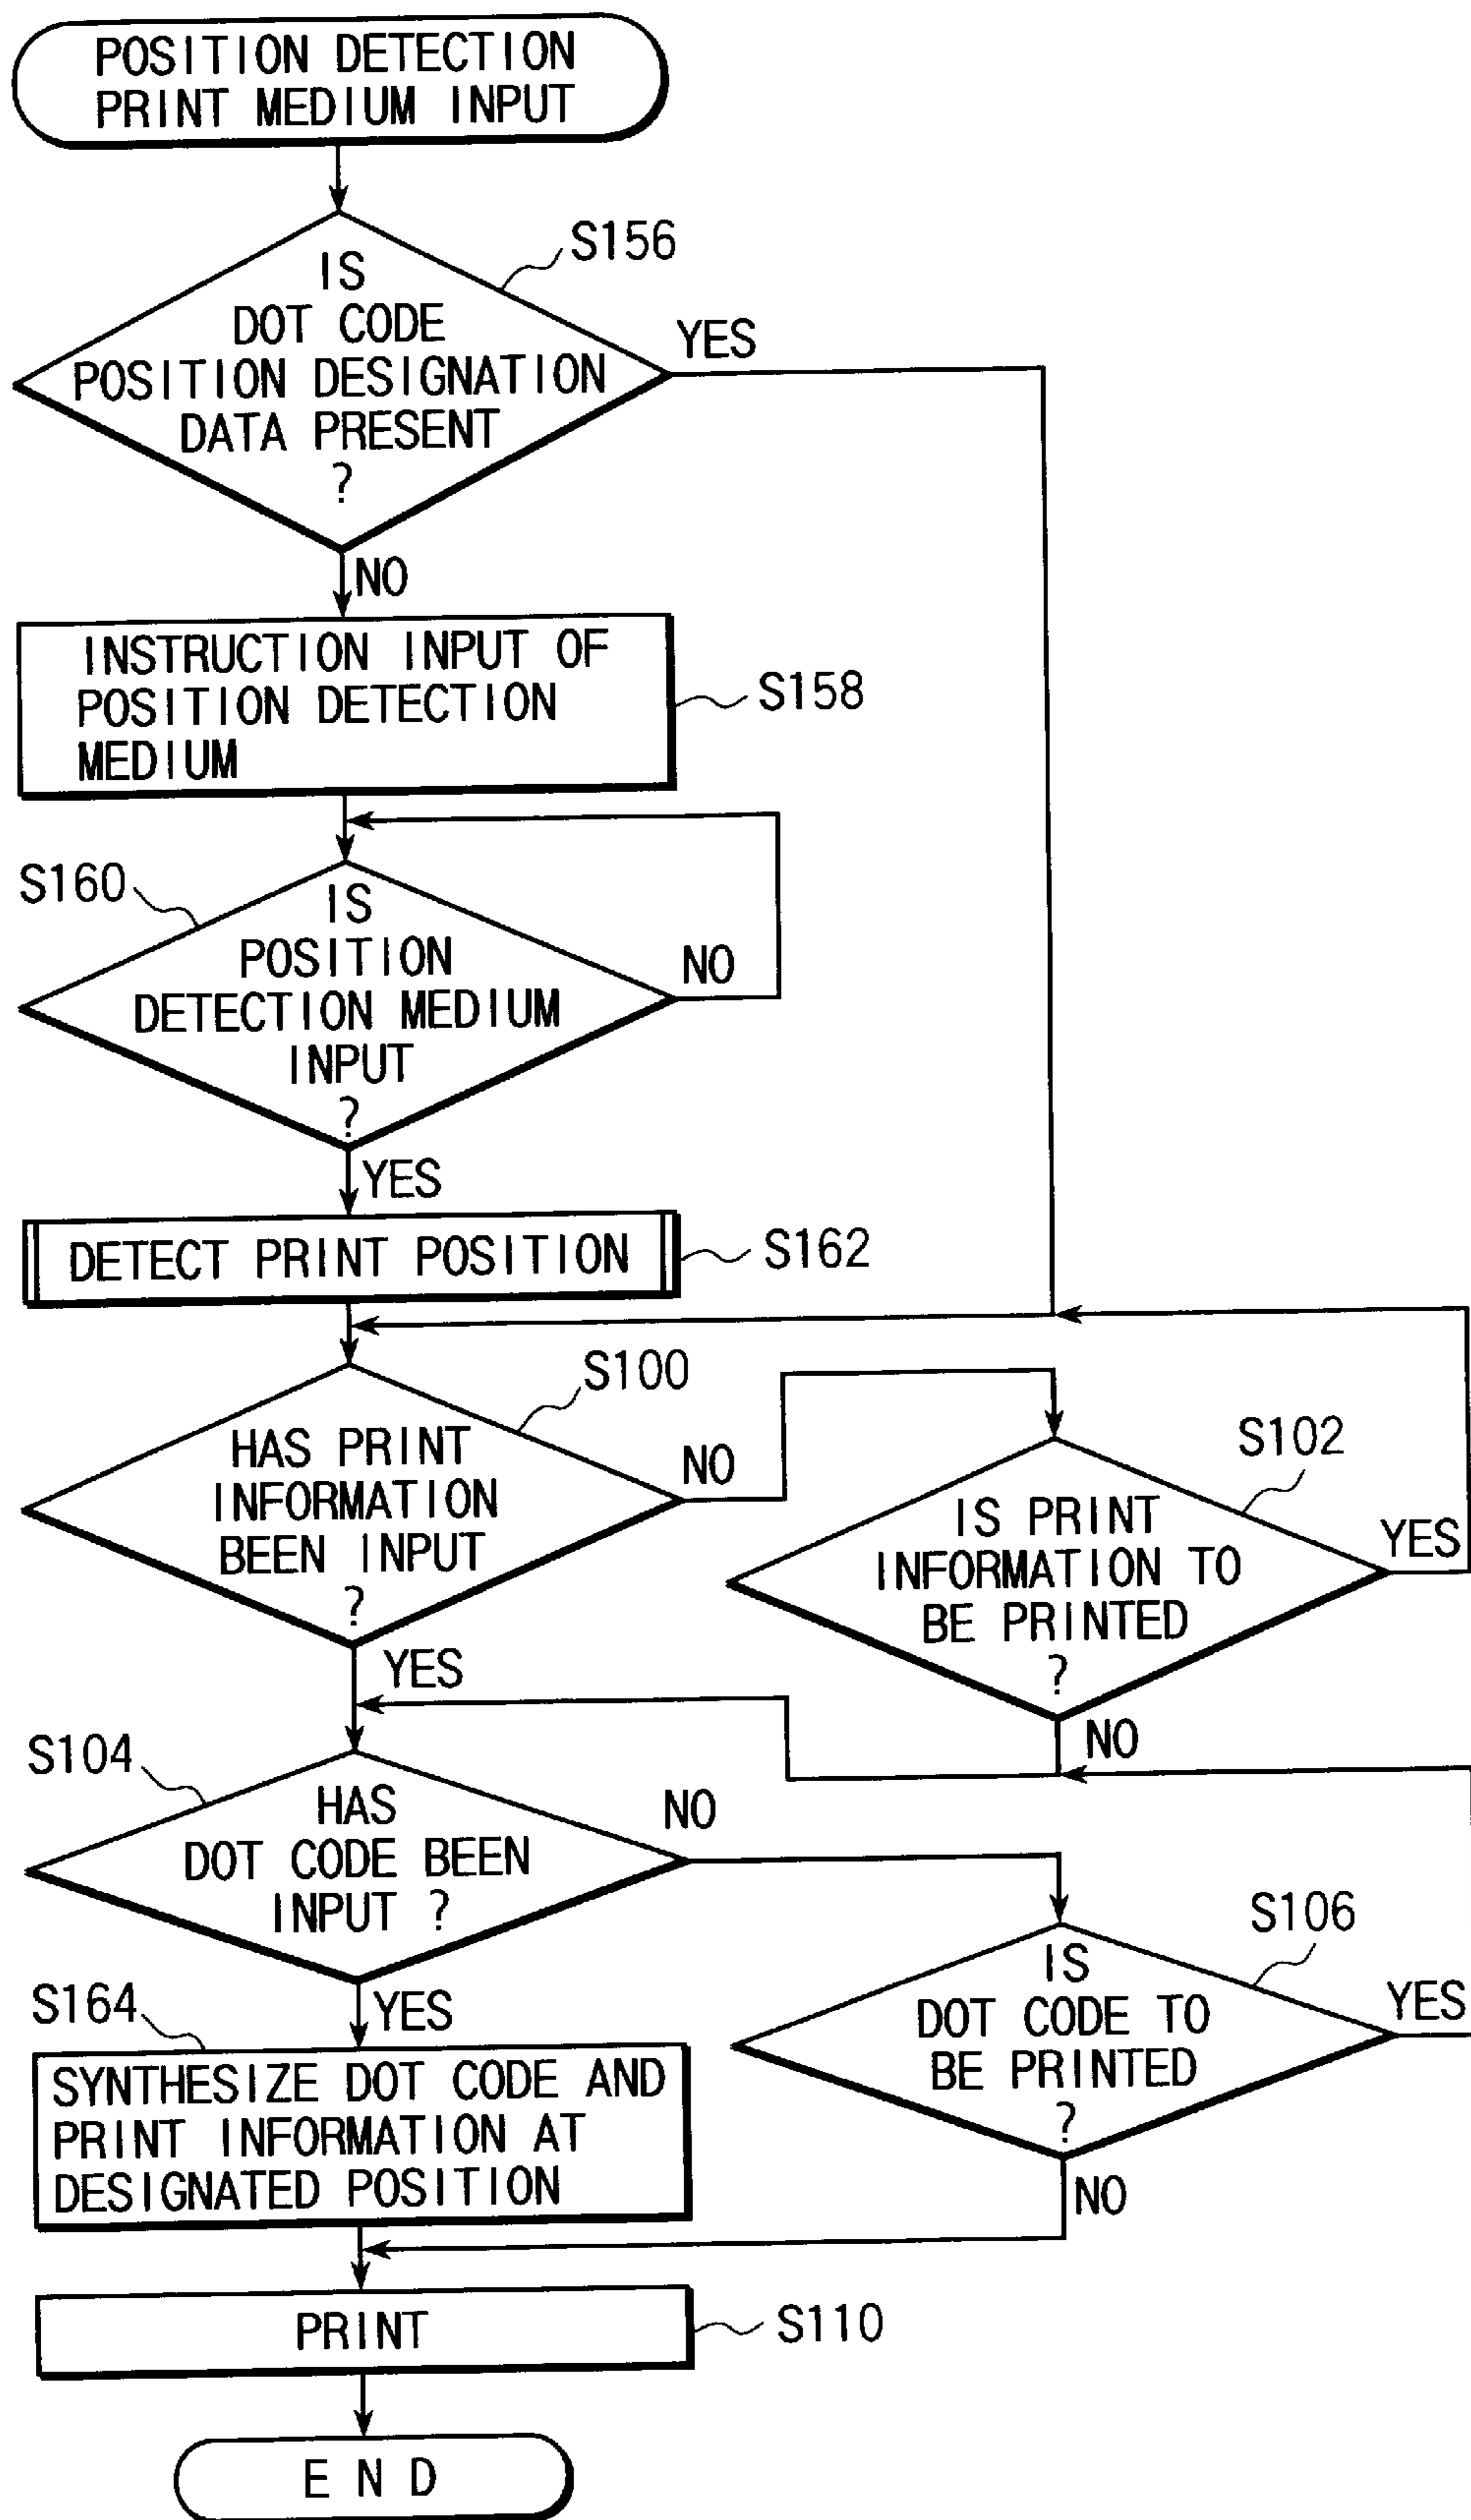 POSITION DETECTION
PRINT MEDIUM INPUT
S156
IS
DOT CODE
POSITION DESIGNATION
DATA PRESENT
?
YES
NO
INSTRUCTION INPUT OF
POSITION DETECTION
MEDIUM
S158
S160
IS
POSITION
DETECTION MEDIUM
INPUT
?
NO
YES
DETECT PRINT POSITION
S162
S100
HAS PRINT
INFORMATION
BEEN INPUT
?
NO
YES
S102
IS PRINT
INFORMATION TO
BE PRINTED
?
YES
NO
S104
HAS
DOT CODE BEEN
INPUT ?
NO
YES
S106
IS
DOT CODE TO
BE PRINTED
?
YES
NO
S164
SYNTHESIZE DOT CODE AND
PRINT INFORMATION AT
DESIGNATED POSITION
PRINT
S110
END